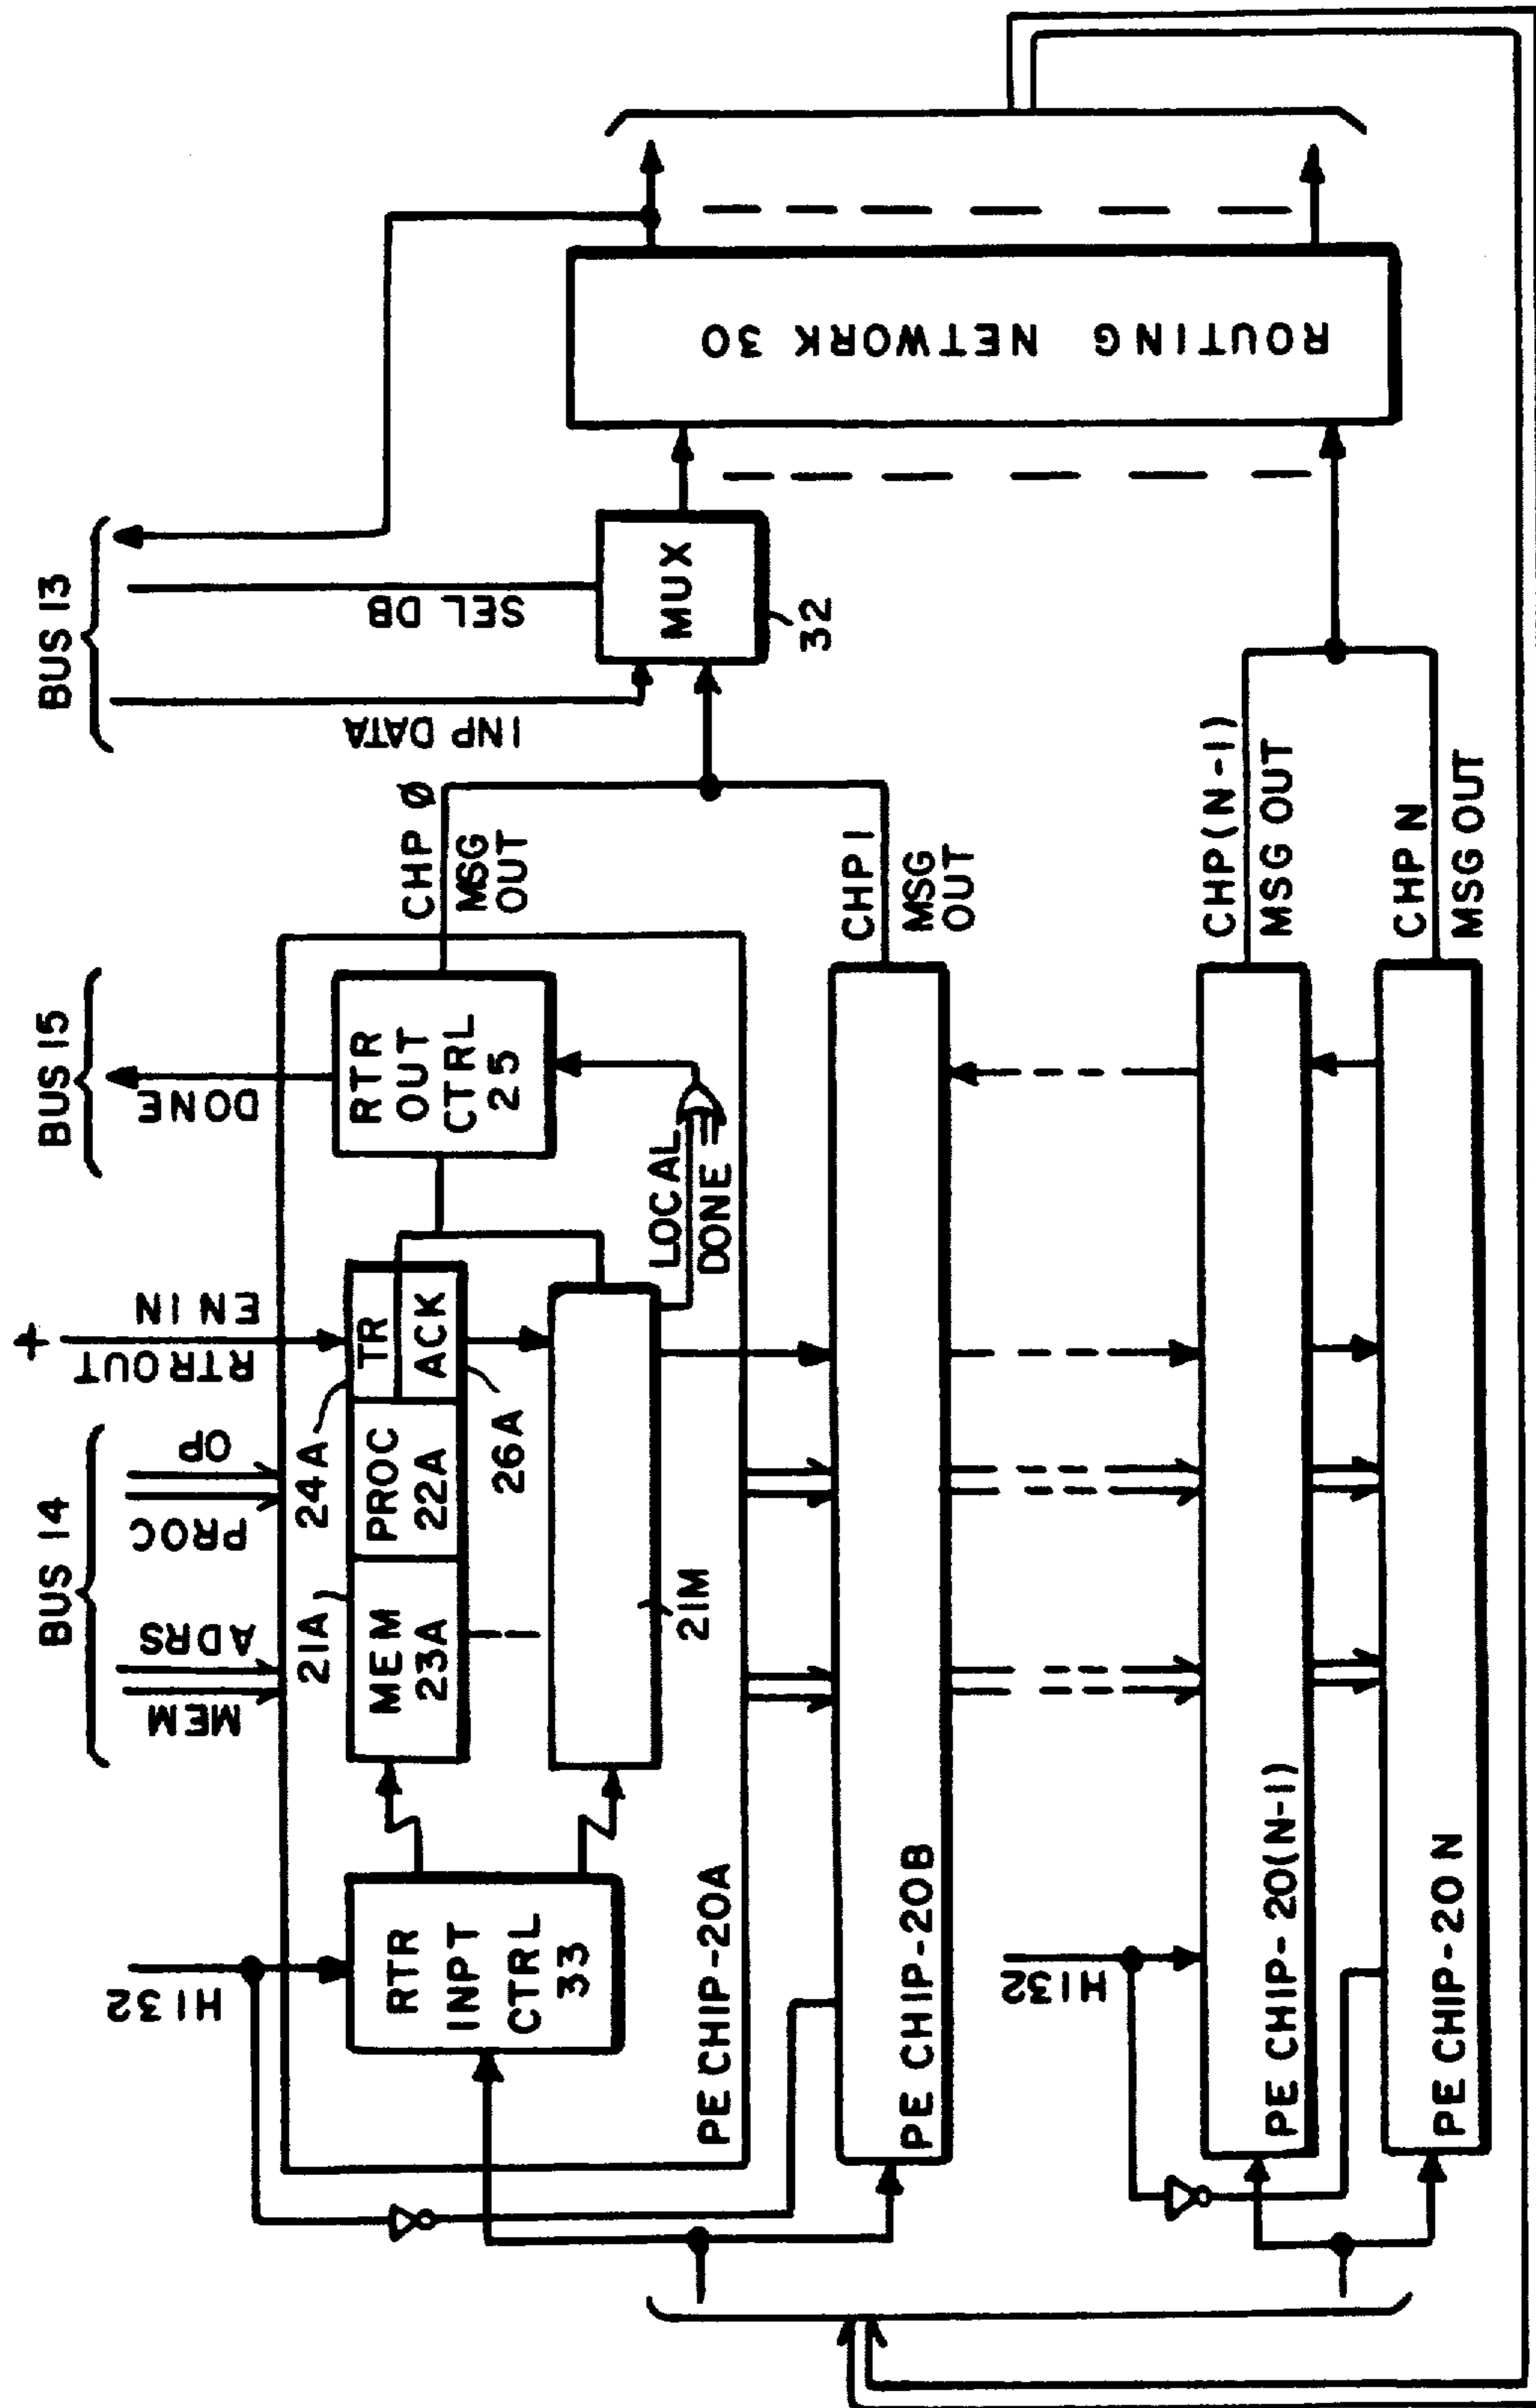 BUS 14
MEM
ADRS
PROC
OP
+
RTR OUT
EN IN
BUS 15
DONE
BUS 13
INP DATA
SEL DB
HI32
RTR
INPT
CTRL
33
21A
MEM
23A
24A
PROC
22A
TR
ACK
26A
21M
RTR
OUT
CTRL
25
LOCAL
DONE
PE CHIP-20A
CHP Ø
MSG
OUT
MUX
32
ROUTING NETWORK 30
PE CHIP-20B
CHP 1
MSG
OUT
HI32
PE CHIP-20(N-1)
CHP(N-1)
MSG OUT
PE CHIP-20N
CHP N
MSG OUT